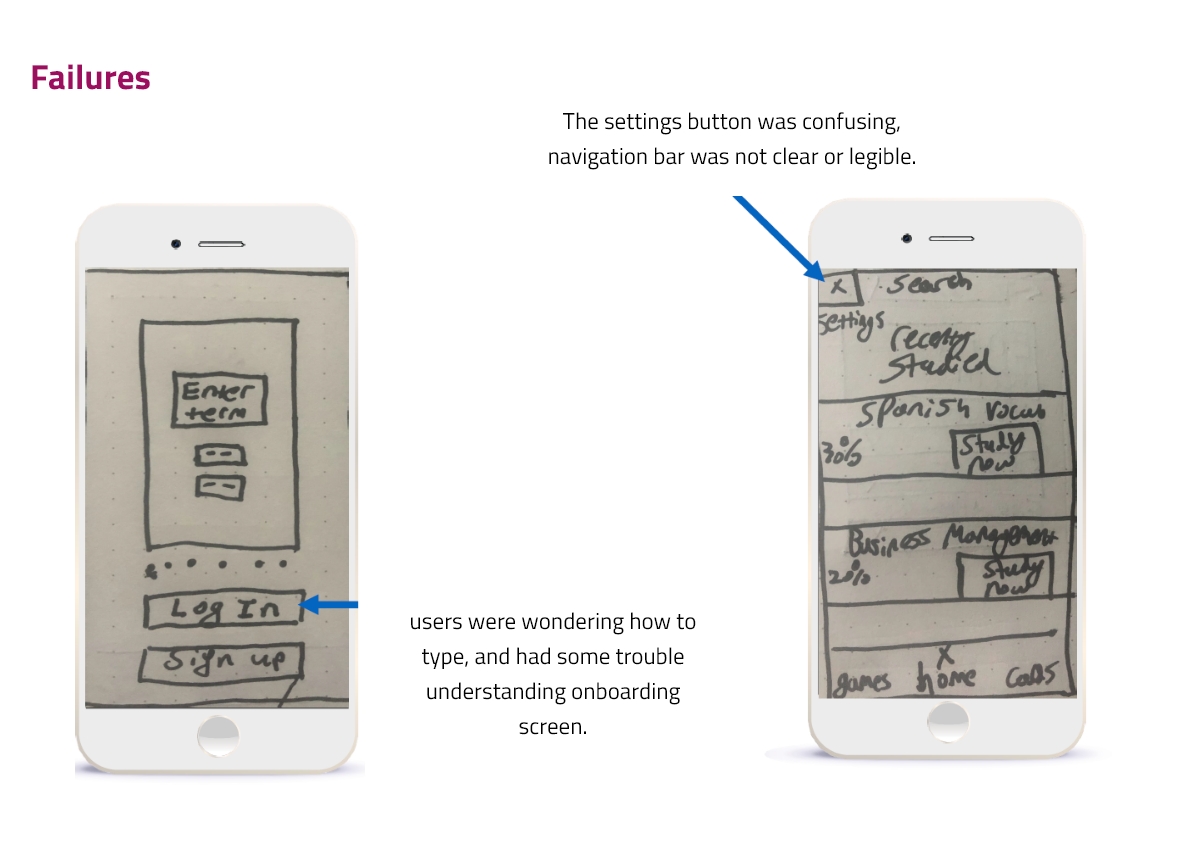 Failures
The settings button was confusing,
navigation bar was not clear or legible.
Enter
term
Log In
Sign up
users were wondering how to
type, and had some trouble
understanding onboarding
screen.
x
Search
Settings
Studied
Spanish Vocab
30%
Study
now
Business Management
20%
Study
now
x
games home